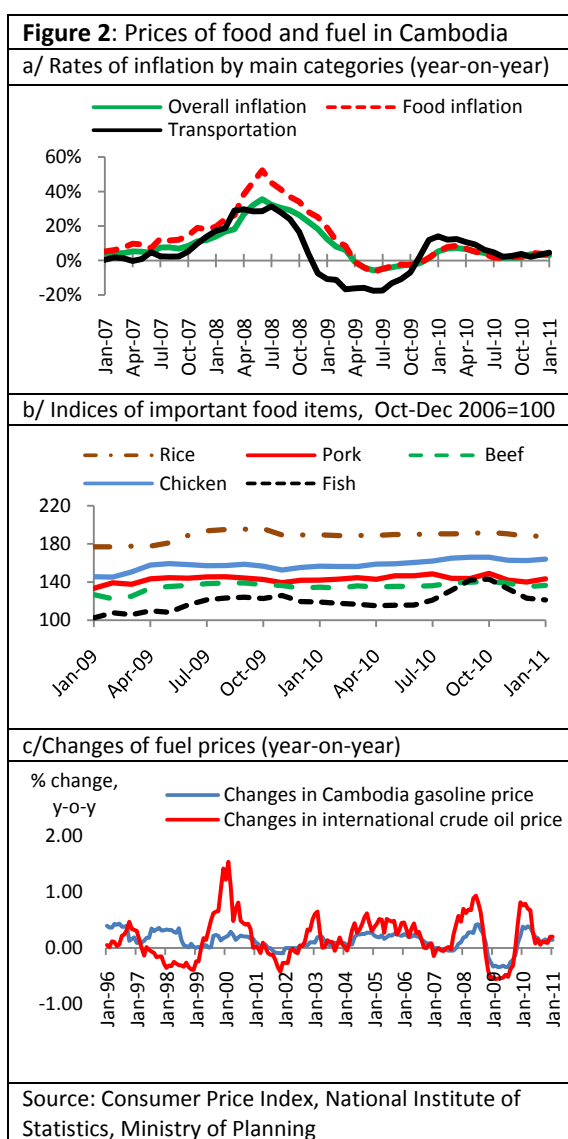 Figure 2: Prices of food and fuel in Cambodia
a/ Rates of inflation by main categories (year-on-year)
Overall inflation Food inflation
Transportation
60%
40%
20%
0%
-20%
Jan-07 Apr-07 Jul-07 Oct-07 Jan-08 Apr-08 Jul-08 Oct-08 Jan-09 Apr-09 Jul-09 Oct-09 Jan-10 Apr-10 Jul-10 Oct-10 Jan-11
b/ Indices of important food items, Oct-Dec 2006=100
Rice Pork Beef
Chicken Fish
220
180
140
100
Jan-09 Apr-09 Jul-09 Oct-09 Jan-10 Apr-10 Jul-10 Oct-10 Jan-11
c/Changes of fuel prices (year-on-year)
% change,
y-o-y
Changes in Cambodia gasoline price
Changes in international crude oil price
2.00
1.00
0.00
-1.00
Jan-96 Jan-97 Jan-98 Jan-99 Jan-00 Jan-01 Jan-02 Jan-03 Jan-04 Jan-05 Jan-06 Jan-07 Jan-08 Jan-09 Jan-10 Jan-11
Source: Consumer Price Index, National Institute of
Statistics, Ministry of Planning